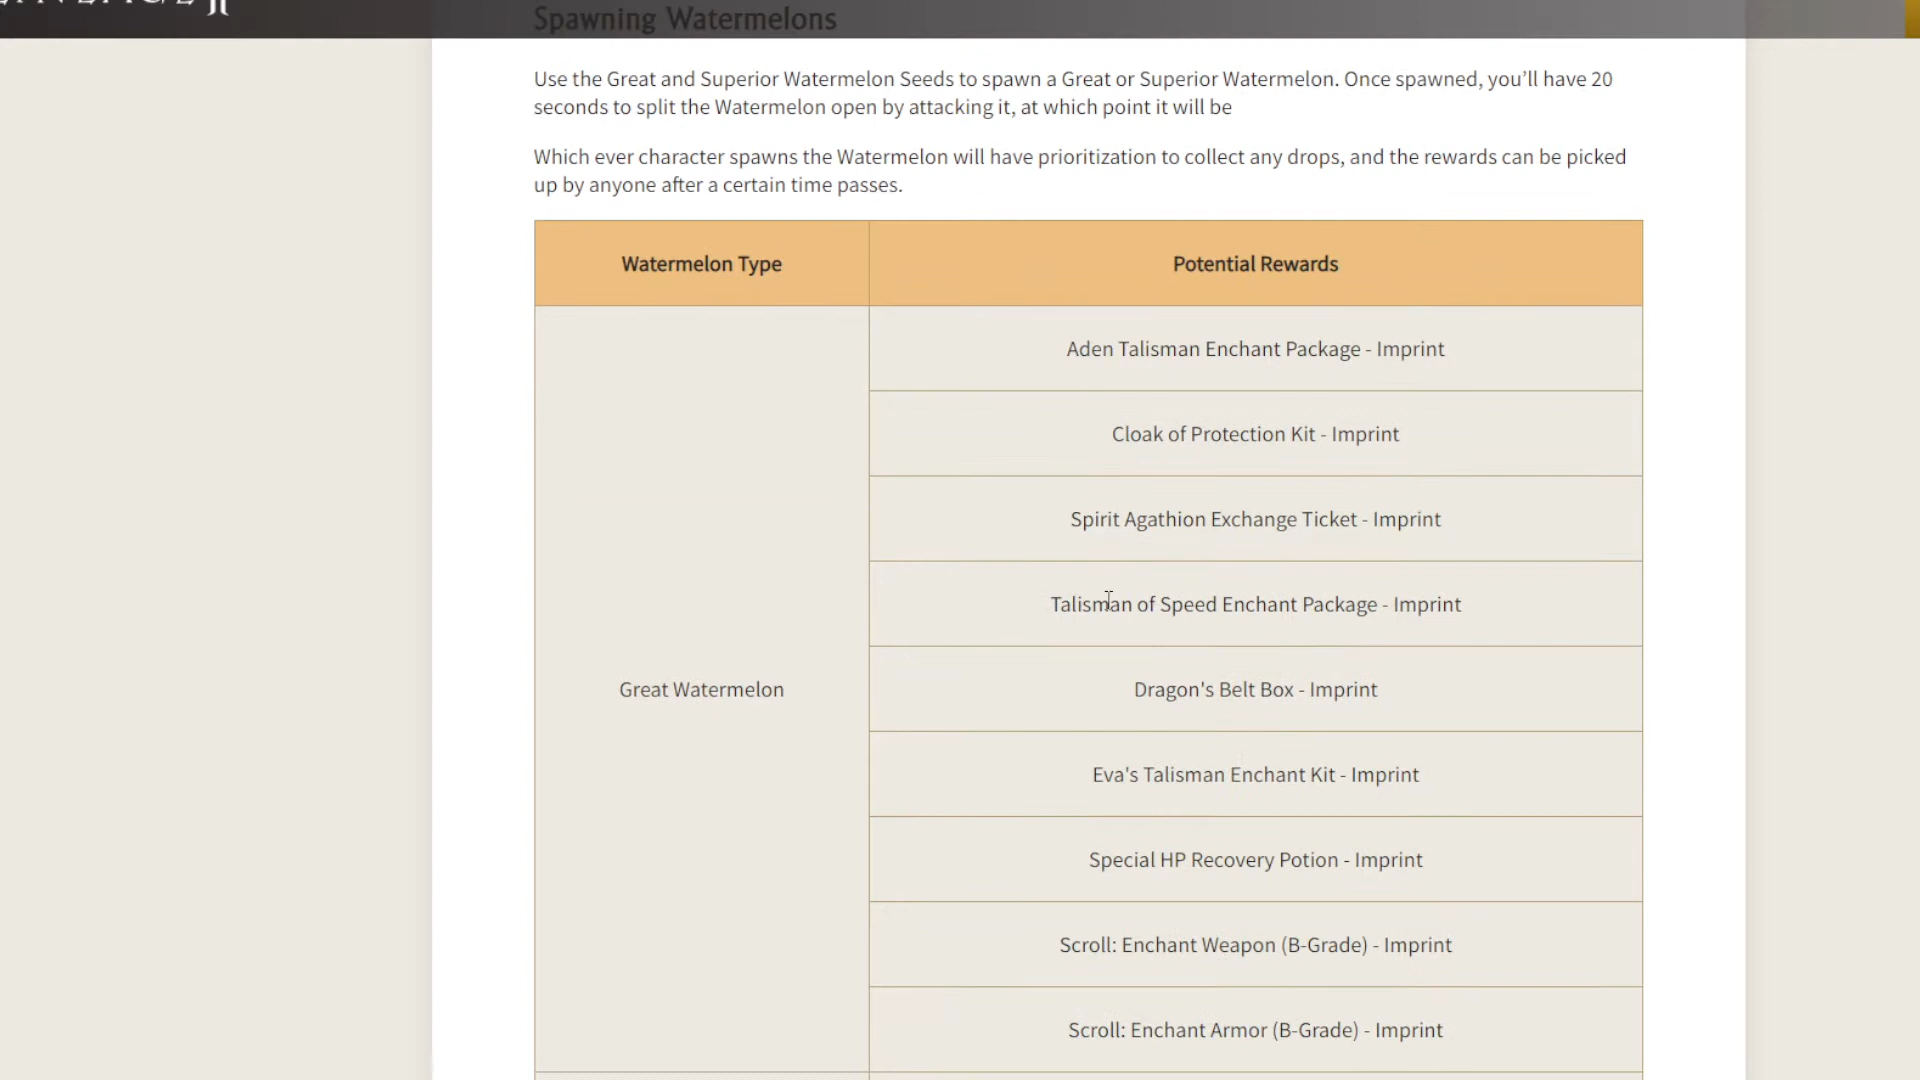 Spawning Watermelons
Use the Great and Superior Watermelon Seeds to spawn a Great or Superior Watermelon. Once spawned, you’ll have 20
seconds to split the Watermelon open by attacking it, at which point it will be
Which ever character spawns the Watermelon will have prioritization to collect any drops, and the rewards can be picked
up by anyone after a certain time passes.
Watermelon Type
Potential Rewards
Great Watermelon
Aden Talisman Enchant Package - Imprint
Cloak of Protection Kit - Imprint
Spirit Agathion Exchange Ticket - Imprint
Talisman of Speed Enchant Package - Imprint
Dragon's Belt Box - Imprint
Eva's Talisman Enchant Kit - Imprint
Special HP Recovery Potion - Imprint
Scroll: Enchant Weapon (B-Grade) - Imprint
Scroll: Enchant Armor (B-Grade) - Imprint